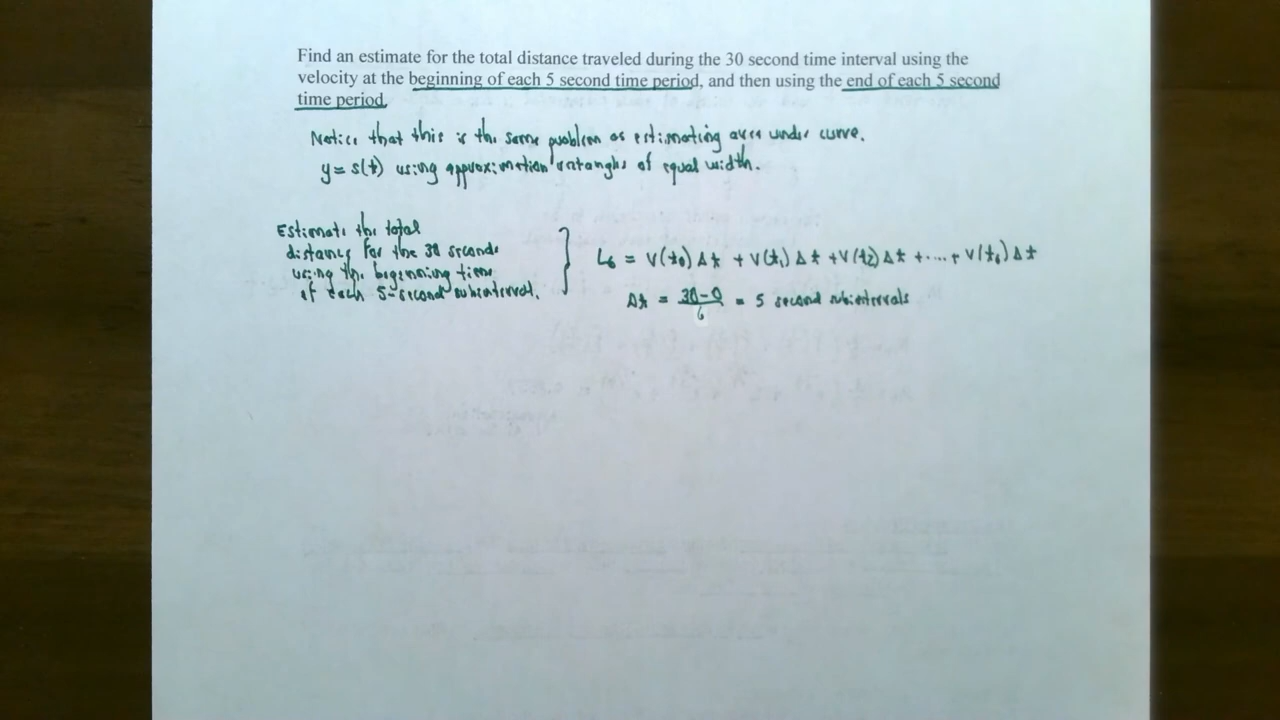 Find an estimate for the total distance traveled during the 30 second time interval using the
velocity at the beginning of each 5 second time period, and then using the end of each 5 second
time period.
Notice that this is the same problem as estimating area under curve.
y = s(t) using approximation rectangles of equal width.
Estimate the total
distance for the 30 seconds
using the beginning time
of each 5-second subinterval.
L₆ = V(t₀) Δt + V(t₁) Δt + V(t₂) Δt + .... + V(t₆) Δt
Δt = 30-0/6 = 5 second subintervals